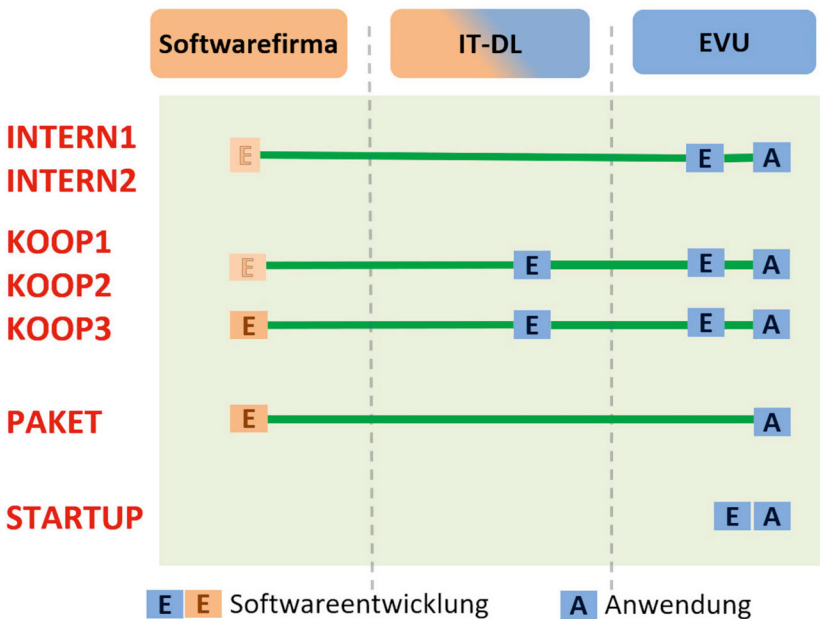 Softwarefirma IT-DL EVU
INTERN1
E E A
INTERN2
KOOP1
E E E A
KOOP2
KOOP3
E E E A
PAKET
E A
STARTUP
E A
E E Softwareentwicklung A Anwendung